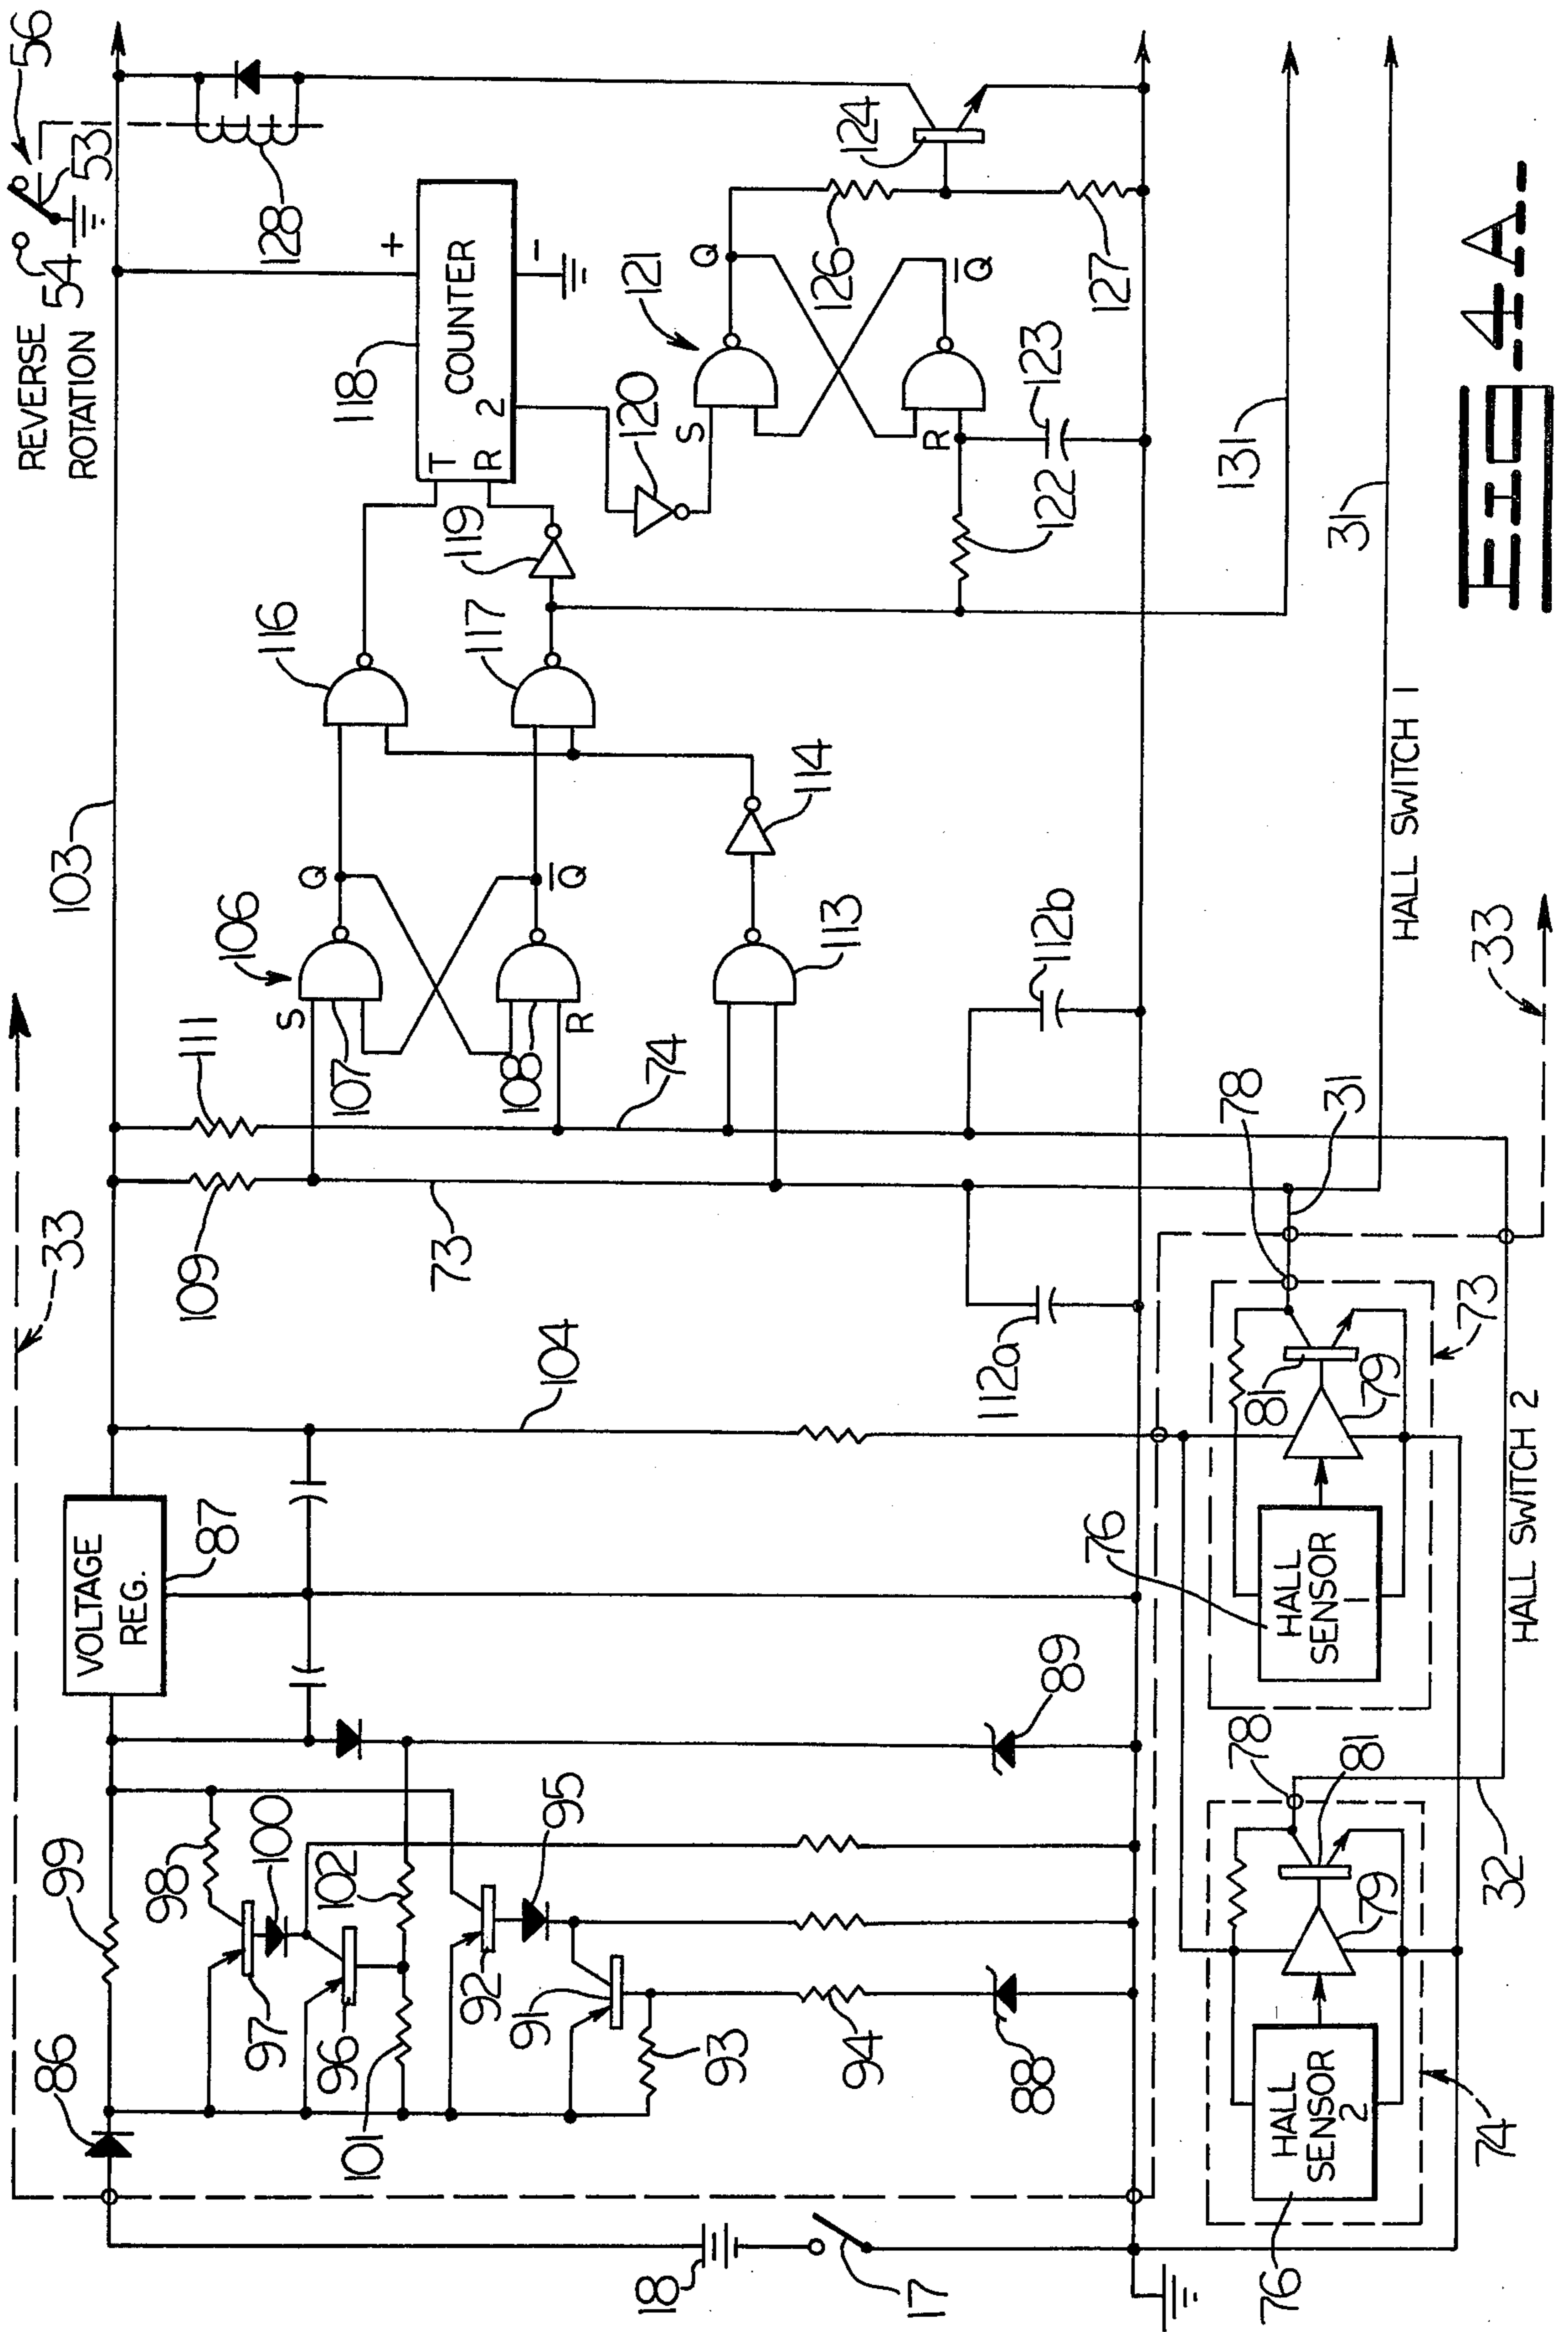 33
103
56
REVERSE
ROTATION
54
53
128
86
99
VOLTAGE
REG.
87
98
97
100
96
101
102
92
95
91
93
94
88
89
104
109
111
73
74
106
S
107
Q
108
R
Q
113
114
116
117
119
118
T
R
COUNTER
2
+
-
120
121
S
Q
R
Q
122
123
124
126
127
112a
112b
131
31
HALL SWITCH 1
18
17
76
HALL
SENSOR
2
79
81
78
74
32
76
HALL
SENSOR
1
79
81
78
31
73
HALL SWITCH 2
33
FIG. 4A.